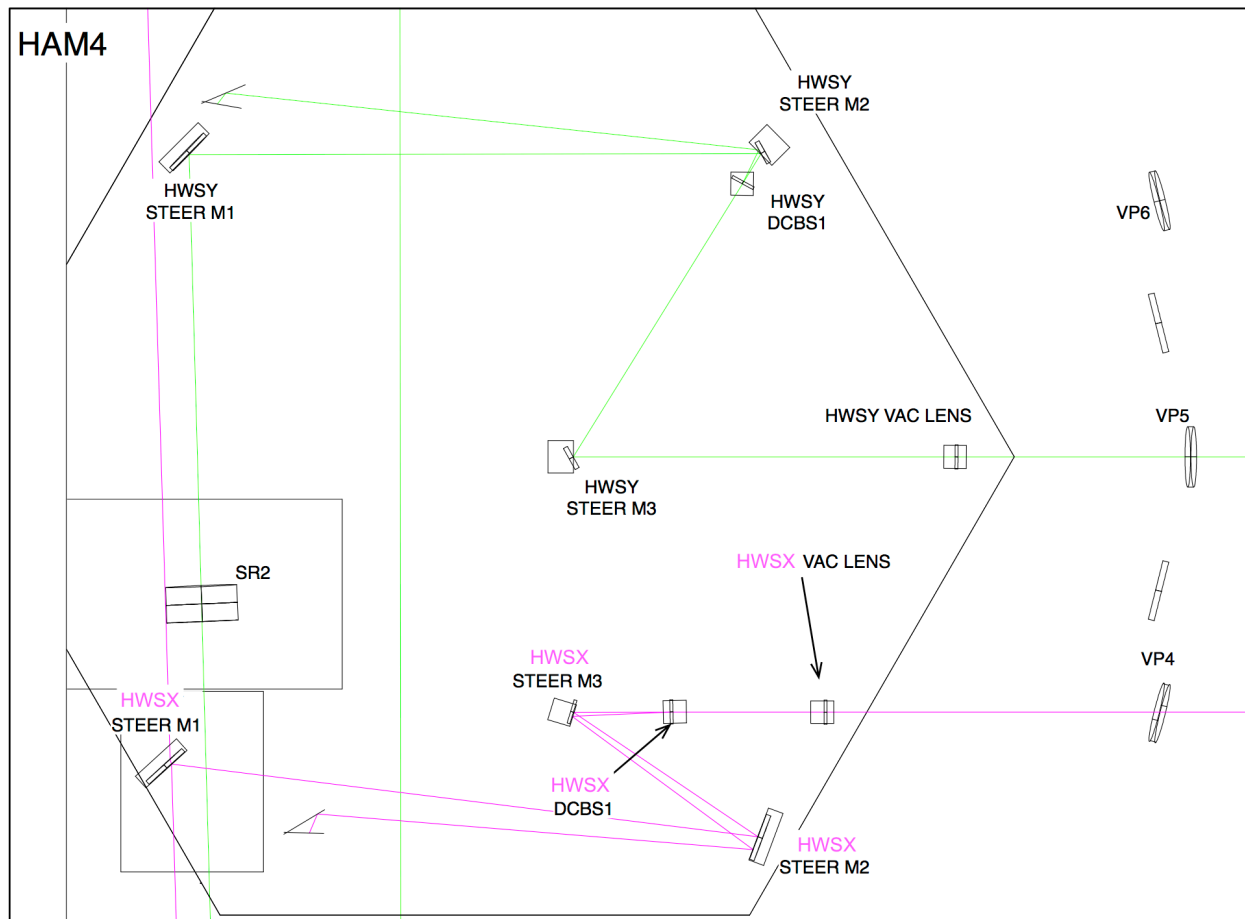 HAM4
HWSY
STEER M2
HWSY
STEER M1
HWSY
DCBS1
VP6
HWSY VAC LENS
VP5
HWSY
STEER M3
SR2
HWSX VAC LENS
HWSX
STEER M3
VP4
HWSX
STEER M1
HWSX
DCBS1
HWSX
STEER M2